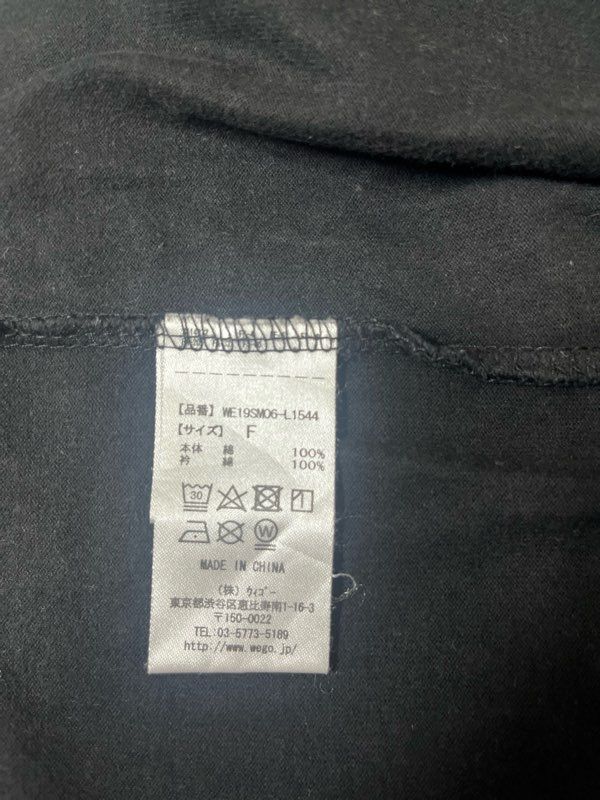 【品番】 WE19SM06-L1544
【サイズ】 F
本体 綿 100%
衿 綿 100%
30
W
MADE IN CHINA
(株) ウィゴー
東京都渋谷区恵比寿南1-16-3
〒150-0022
TEL:03-5773-5189
http://www.wego.jp/